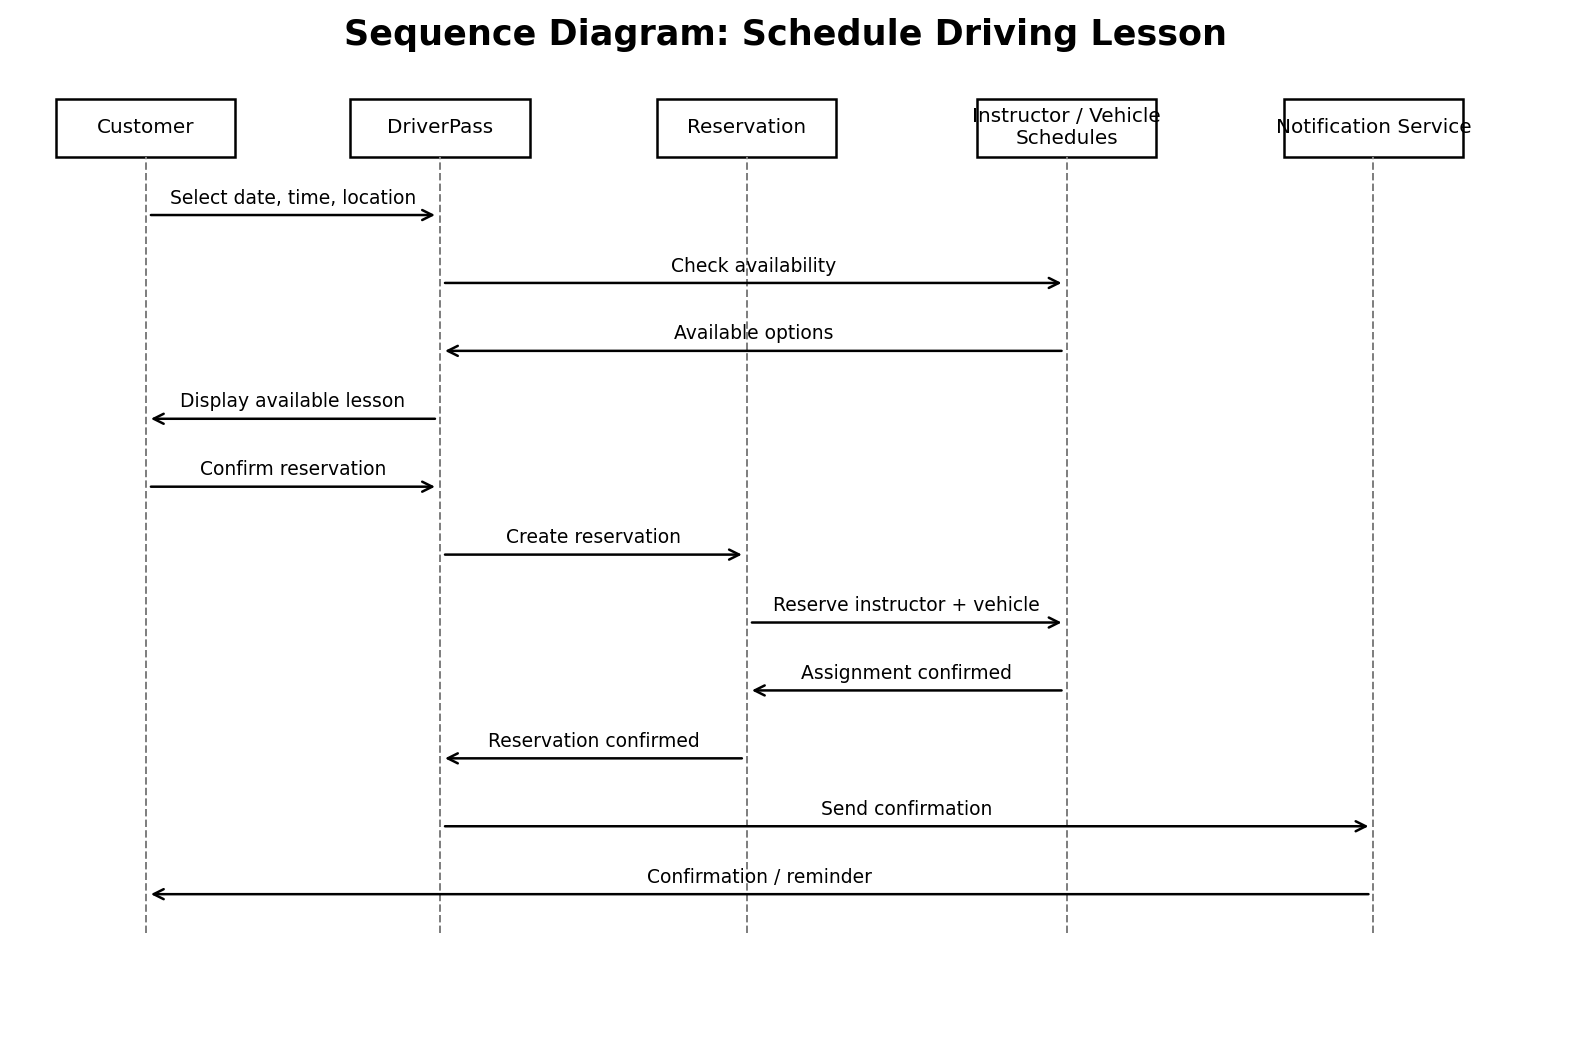 Sequence Diagram: Schedule Driving Lesson
Customer
DriverPass
Reservation
Instructor / Vehicle
Schedules
Notification Service
Select date, time, location
Check availability
Available options
Display available lesson
Confirm reservation
Create reservation
Reserve instructor + vehicle
Assignment confirmed
Reservation confirmed
Send confirmation
Confirmation / reminder